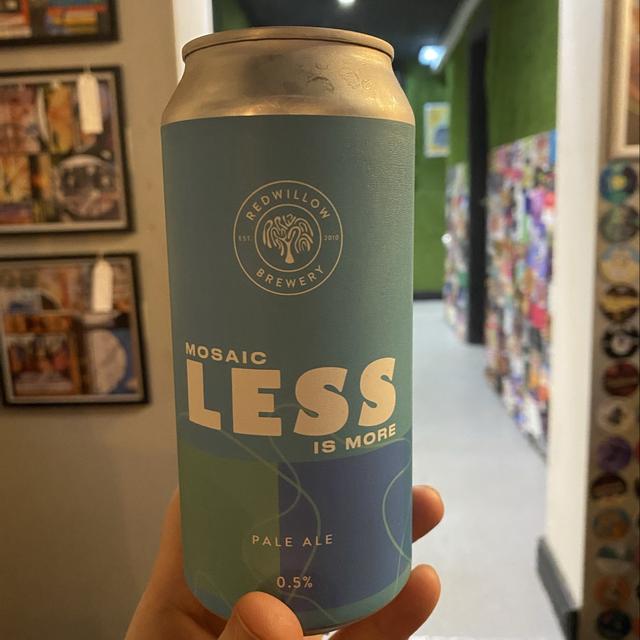 REDWILLOW
EST. 2010
BREWERY
MOSAIC
LESS
IS MORE
PALE ALE
0.5%